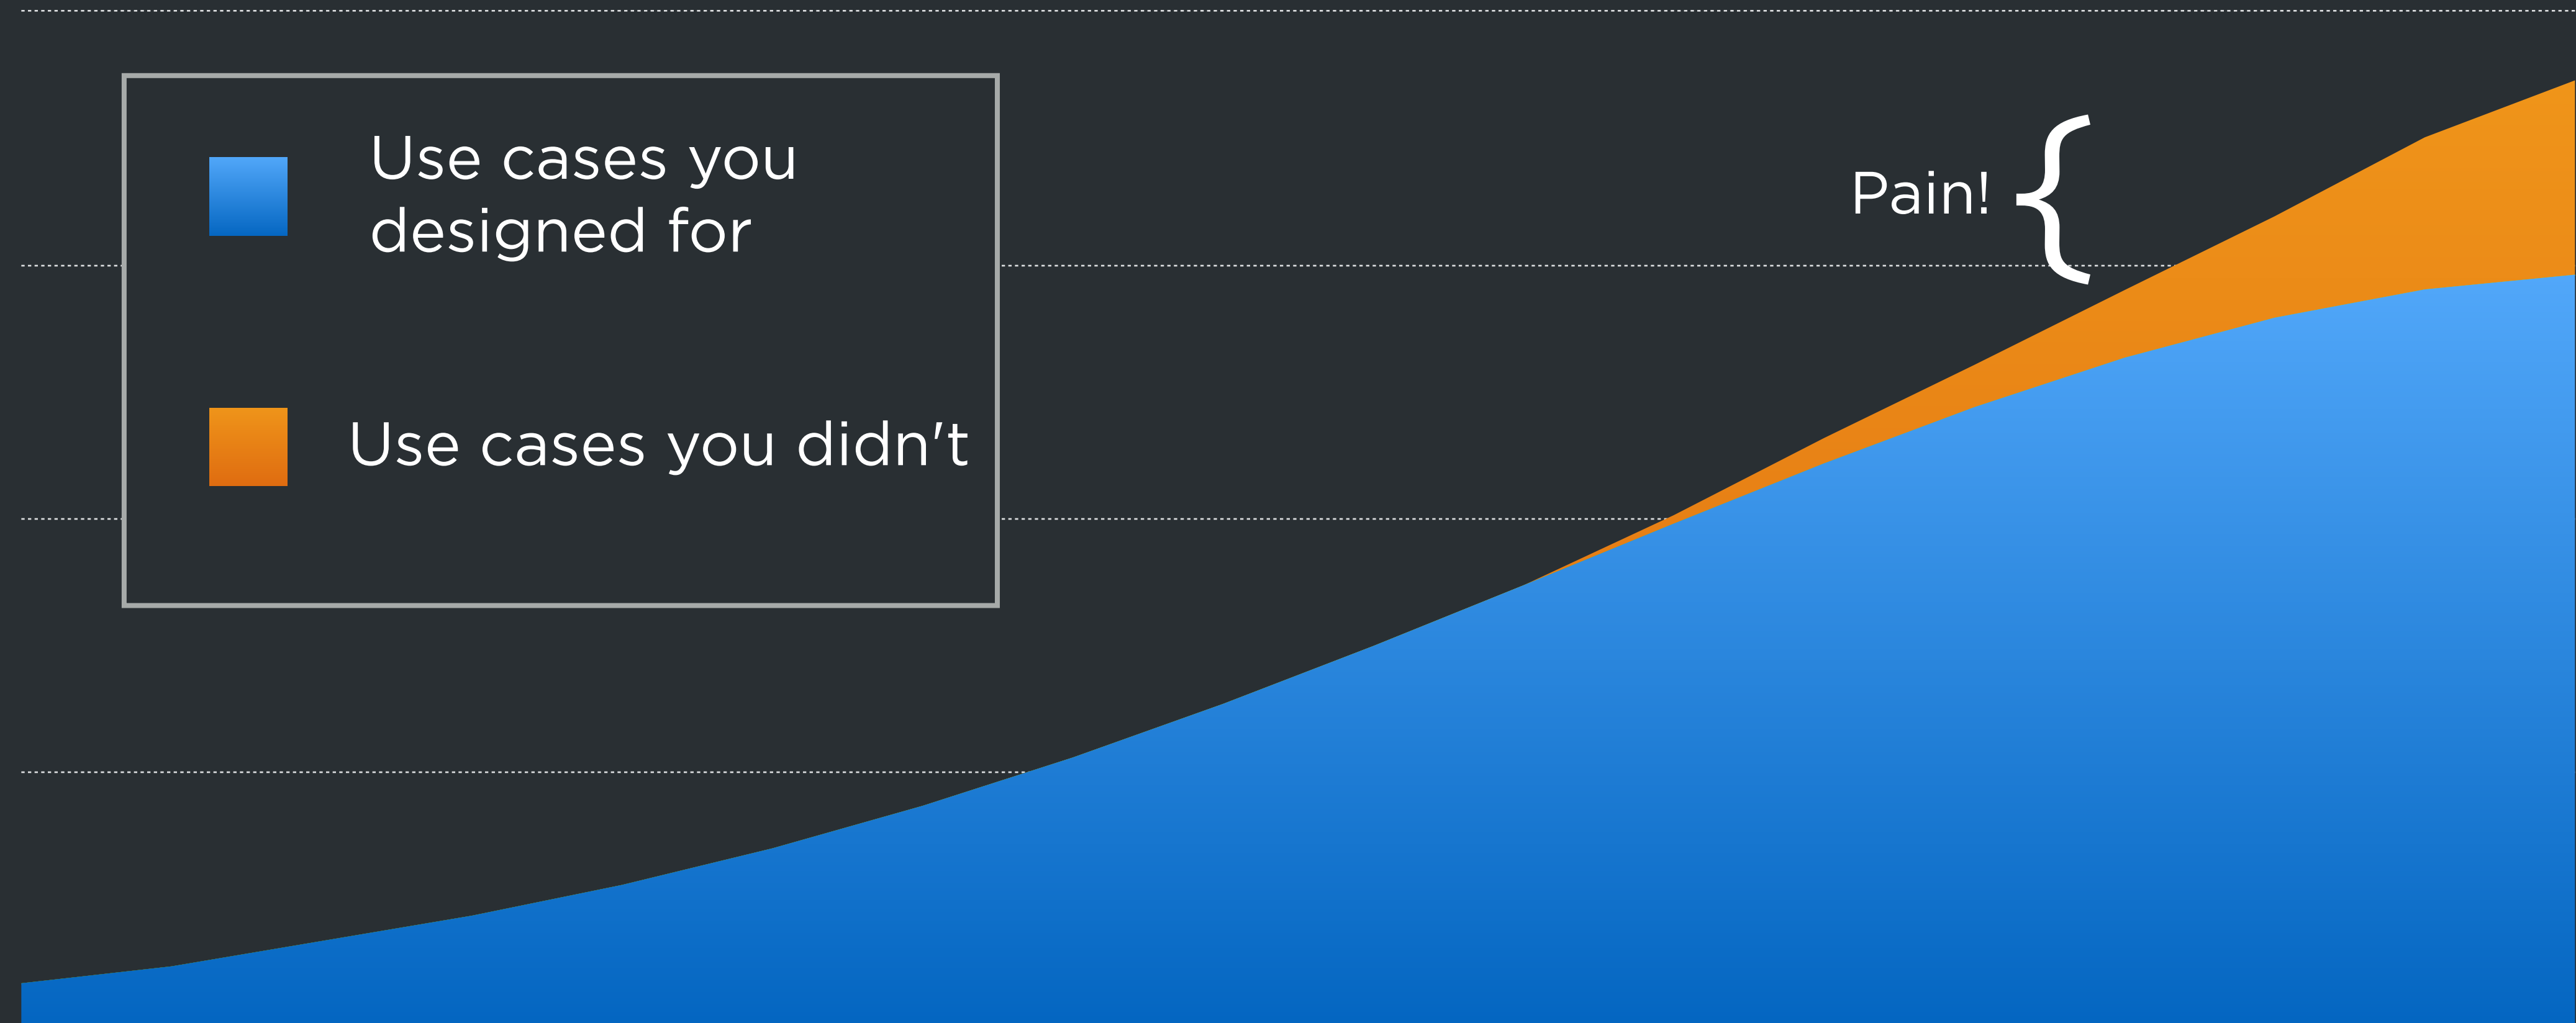 Use cases you
designed for
Use cases you didn't
Pain! {